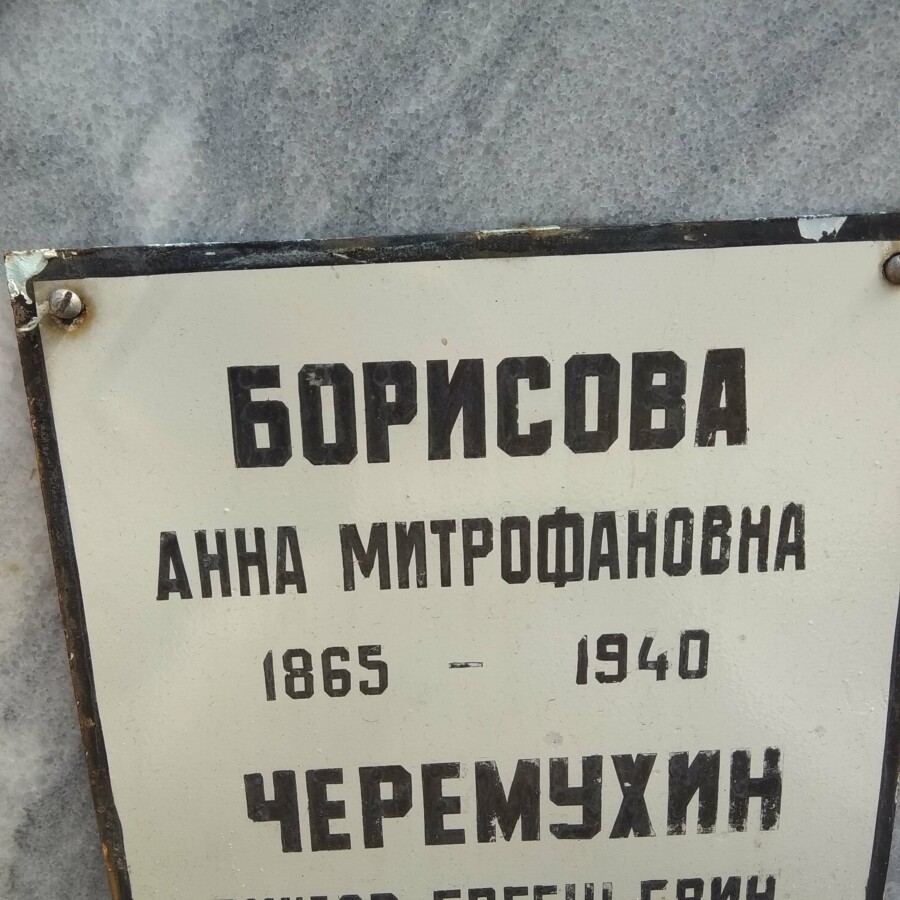 БОРИСОВА
АННА МИТРОФАНОВНА
1865 - 1940
ЧЕРЕМУХИН